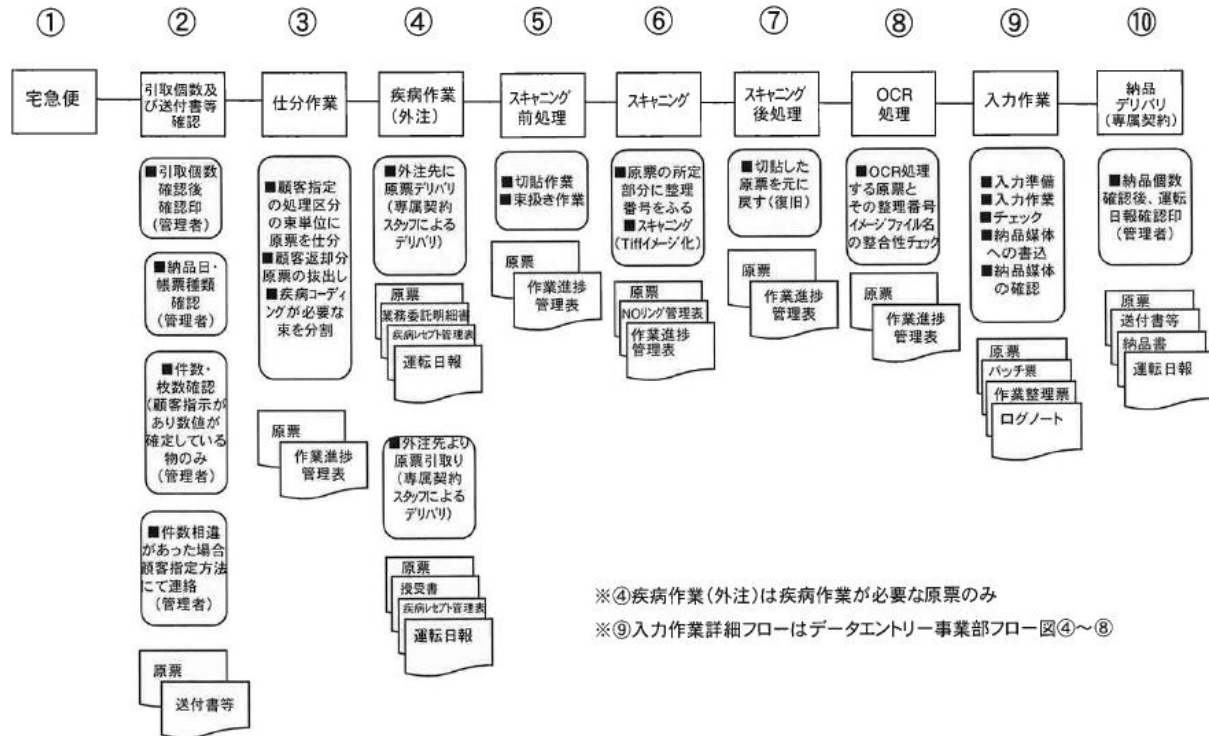 ①
②
③
④
⑤
⑥
⑦
⑧
⑨
⑩
宅急便
引取個数及
び送付書等
確認
仕分作業
疾病作業
(外注)
スキャニング
前処理
スキャニング
スキャニング
後処理
OCR
処理
入力作業
納品
デリバリ
(専属契約)
■引取個数
確認後
確認印
(管理者)
■納品日・
帳票種類
確認
(管理者)
■件数・
枚数確認
(顧客指示が
あり数値が
確定している
物のみ
(管理者)
■件数相違
があった場合
顧客指定方法
にて連絡
(管理者)
原票
送付書等
■顧客指定
の処理区分
の束単位に
原票を仕分
■顧客返却分
原票の抜出し
■疾病コーディ
ングが必要な
束を分割
原票
作業進捗
管理表
■外注先に
原票デリバリ
(専属契約
スタッフによる
デリバリ)
原票
業務委託明細書
疾病レセプト管理表
運転日報
■外注先より
原票引取り
(専属契約
スタッフによる
デリバリ)
原票
授受書
疾病レセプト管理表
運転日報
■切貼作業
■束扱き作業
原票
作業進捗
管理表
■原票の所定
部分に整理
番号をふる
■スキャニング
(Tiffイメージ化)
原票
NOリング管理表
作業進捗
管理表
■切貼した
原票を元に
戻す(復旧)
原票
作業進捗
管理表
■OCR処理
する原票と
その整理番号
イメージファイル名
の整合性チェック
原票
作業進捗
管理表
■入力準備
■入力作業
■チェック
■納品媒体
への書込
■納品媒体
の確認
原票
バッチ票
作業整理票
ログノート
■納品個数
確認後、運転
日報確認印
(管理者)
原票
送付書等
納品書
運転日報
※④疾病作業(外注)は疾病作業が必要な原票のみ
※⑨入力作業詳細フローはデータエントリー事業部フロー図④～⑧